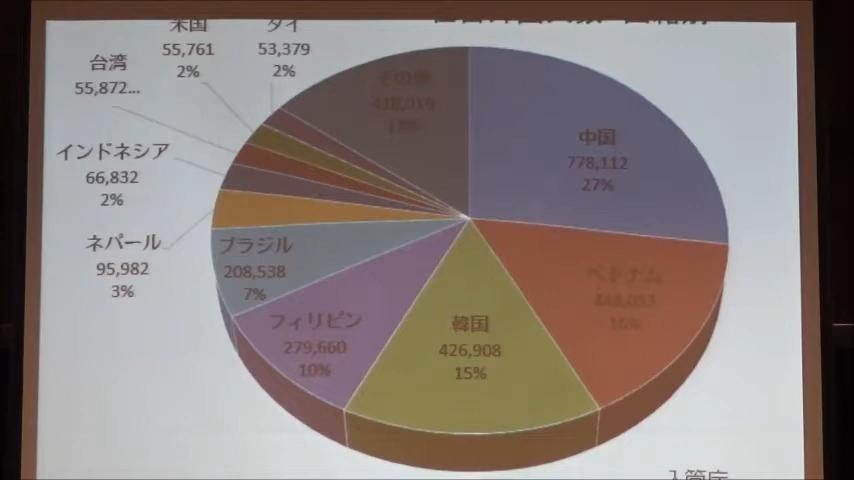 米国
55,761
2%
タイ
53,379
2%
台湾
55,872...
インドネシア
66,832
2%
ネパール
95,982
3%
その他
中国
778,112
27%
ブラジル
208,538
7%
フィリピン
279,660
10%
韓国
426,908
15%
ベトナム
448,053
16%
入管庁